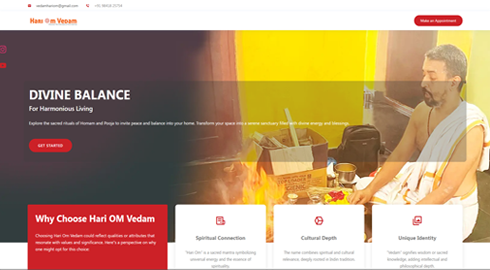 vedamhariom@gmail.com
Hari Om Vedam
Make an Appointment
DIVINE BALANCE
For Harmonious Living
Explore the sacred rituals of Homam and Pooja to invite peace and balance into your home. Transform your space into a serene sanctuary filled with divine energy and blessings.
GET STARTED
Why Choose Hari OM Vedam
Choosing Hari Om Vedam could reflect qualities or attributes that
resonate with values and significance. Here's a perspective on why
one might opt for this choice:
Spiritual Connection
"Hari Om" is a sacred mantra symbolizing
universal energy and the essence of
spirituality.
Cultural Depth
The name combines spiritual and cultural
relevance, deeply rooted in Indic tradition.
Unique Identity
"Vedam" signifies wisdom or sacred
knowledge, adding intellectual and
philosophical depth.